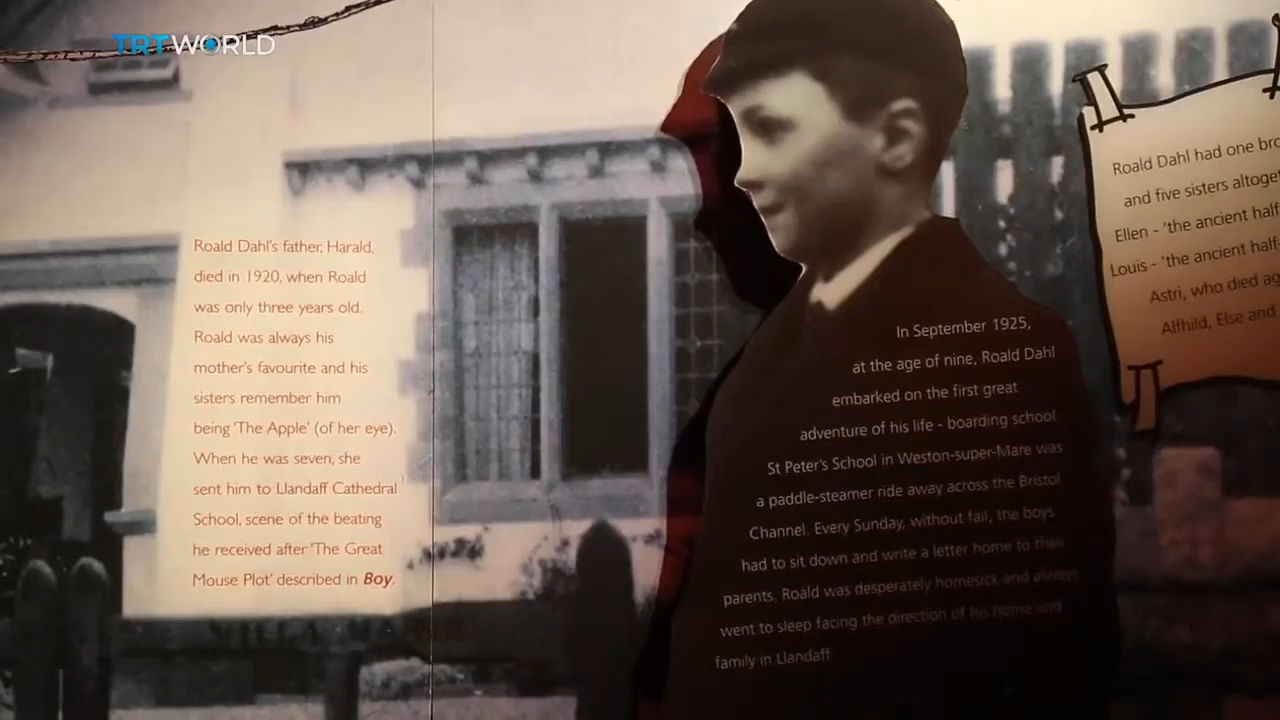 TRT WORLD
Roald Dahl's father, Harald,
died in 1920, when Roald
was only three years old.
Roald was always his
mother's favourite and his
sisters remember him
being 'The Apple' (of her eye).
When he was seven, she
sent him to Llandaff Cathedral
School, scene of the beating
he received after 'The Great
Mouse Plot' described in Boy.
In September 1925,
at the age of nine, Roald Dahl
embarked on the first great
adventure of his life - boarding school
St Peter's School in Weston-super-Mare was
a paddle-steamer ride away across the Bristol
Channel. Every Sunday, without fail, the boys
had to sit down and write a letter home to their
parents. Roald was desperately homesick and always
went to sleep facing the direction of his home and
family in Llandaff
Roald Dahl had one bro
and five sisters altoge
Ellen - 'the ancient half
Louis - 'the ancient half-
Astri, who died ag
Alfhild, Else and